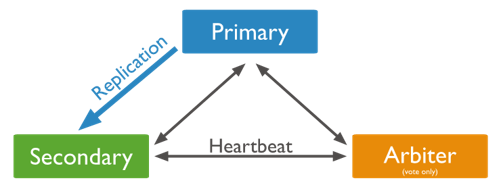 Primary
Replication
Heartbeat
Secondary
Arbiter
(vote only)